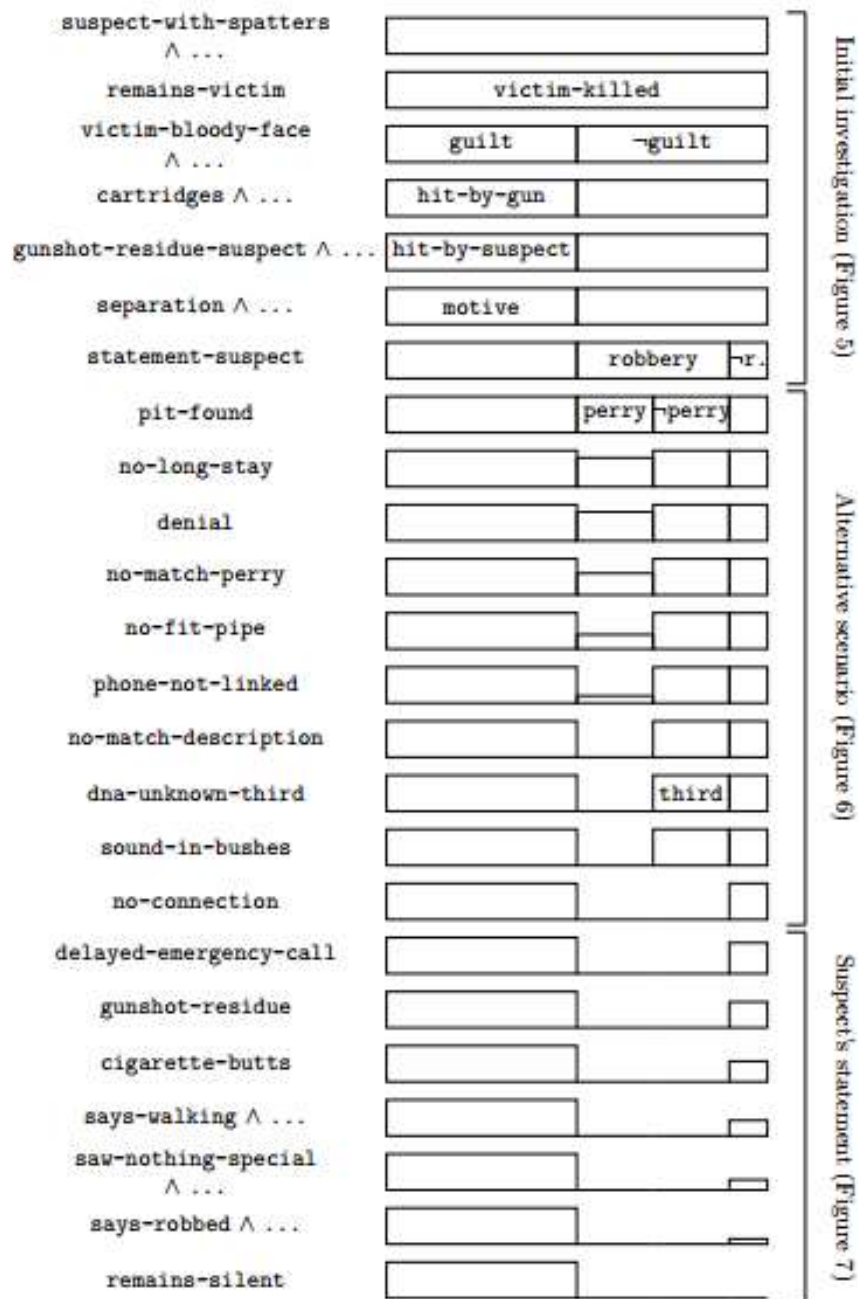 suspect-with-spatters
∧ ...
remains-victim
victim-killed
victim-bloody-face
∧ ...
guilt
¬guilt
cartridges ∧ ...
hit-by-gun
gunshot-residue-suspect ∧ ...
hit-by-suspect
separation ∧ ...
motive
statement-suspect
robbery
¬r.
Initial investigation (Figure 5)
pit-found
perry
¬perry
no-long-stay
denial
no-match-perry
no-fit-pipe
phone-not-linked
no-match-description
dna-unknown-third
third
sound-in-bushes
no-connection
Alternative scenario (Figure 6)
delayed-emergency-call
gunshot-residue
cigarette-butts
says-walking ∧ ...
saw-nothing-special
∧ ...
says-robbed ∧ ...
remains-silent
Suspect's statement (Figure 7)